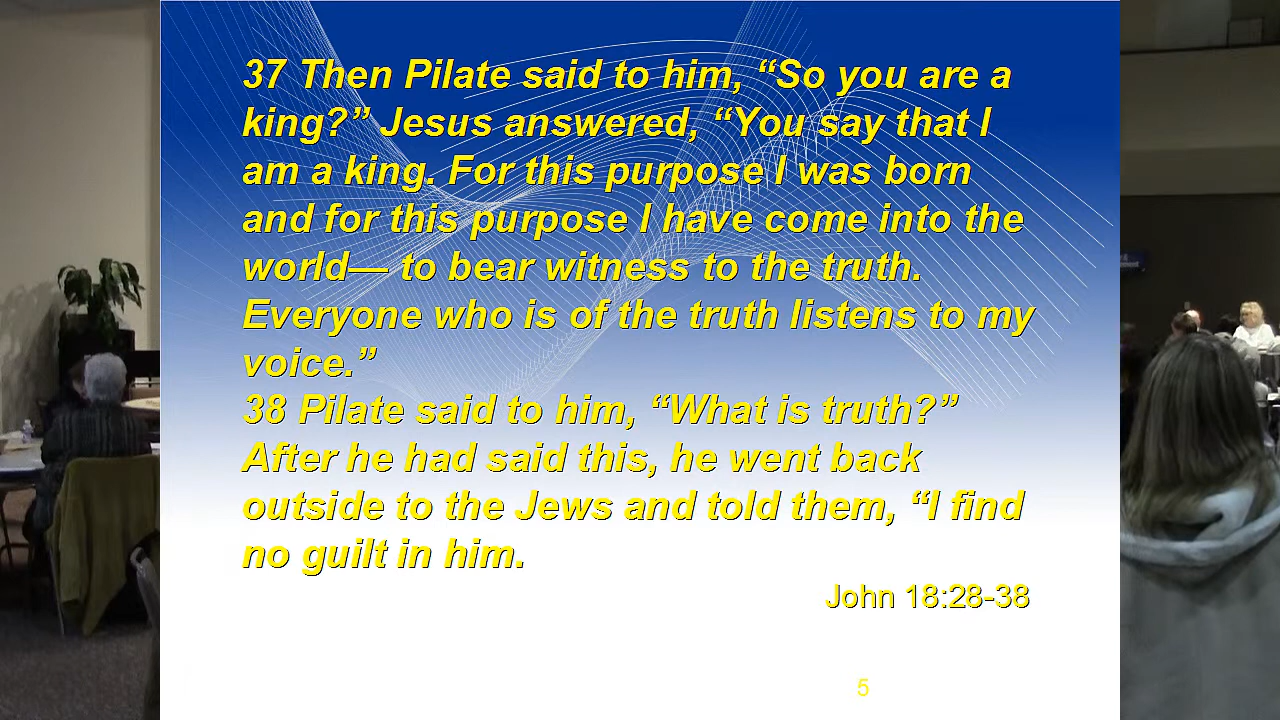 37 Then Pilate said to him, “So you are a
king?” Jesus answered, “You say that I
am a king. For this purpose I was born
and for this purpose I have come into the
world— to bear witness to the truth.
Everyone who is of the truth listens to my
voice.”
38 Pilate said to him, “What is truth?”
After he had said this, he went back
outside to the Jews and told them, “I find
no guilt in him.
John 18:28-38
5